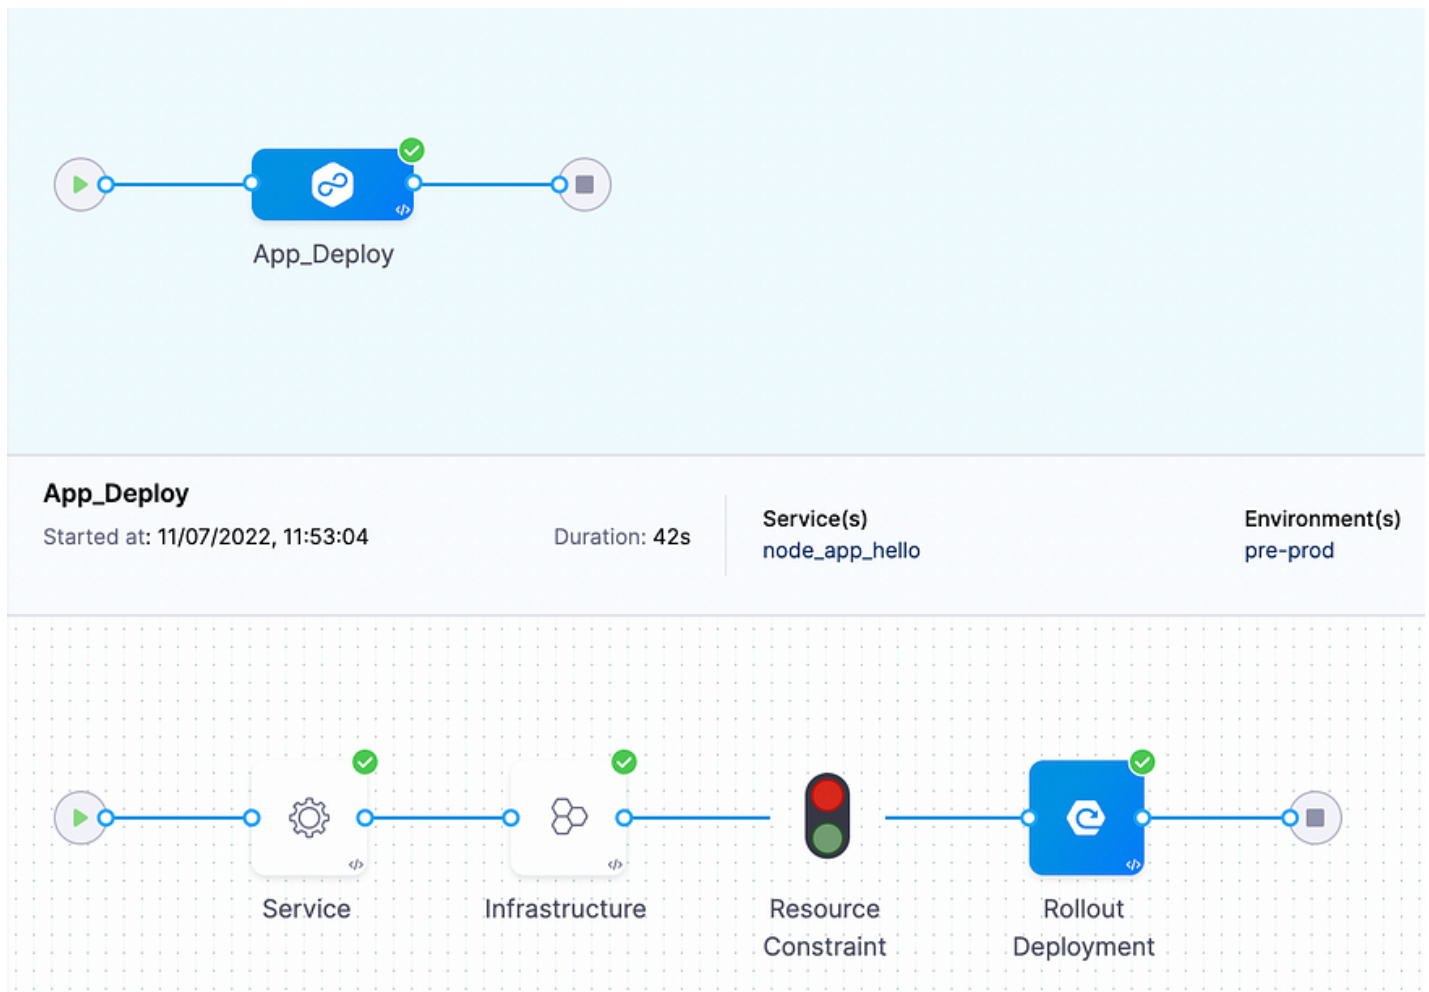 App_Deploy
App_Deploy
Started at: 11/07/2022, 11:53:04
Duration: 42s
Service(s)
node_app_hello
Environment(s)
pre-prod
Service
Infrastructure
Resource
Constraint
Rollout
Deployment